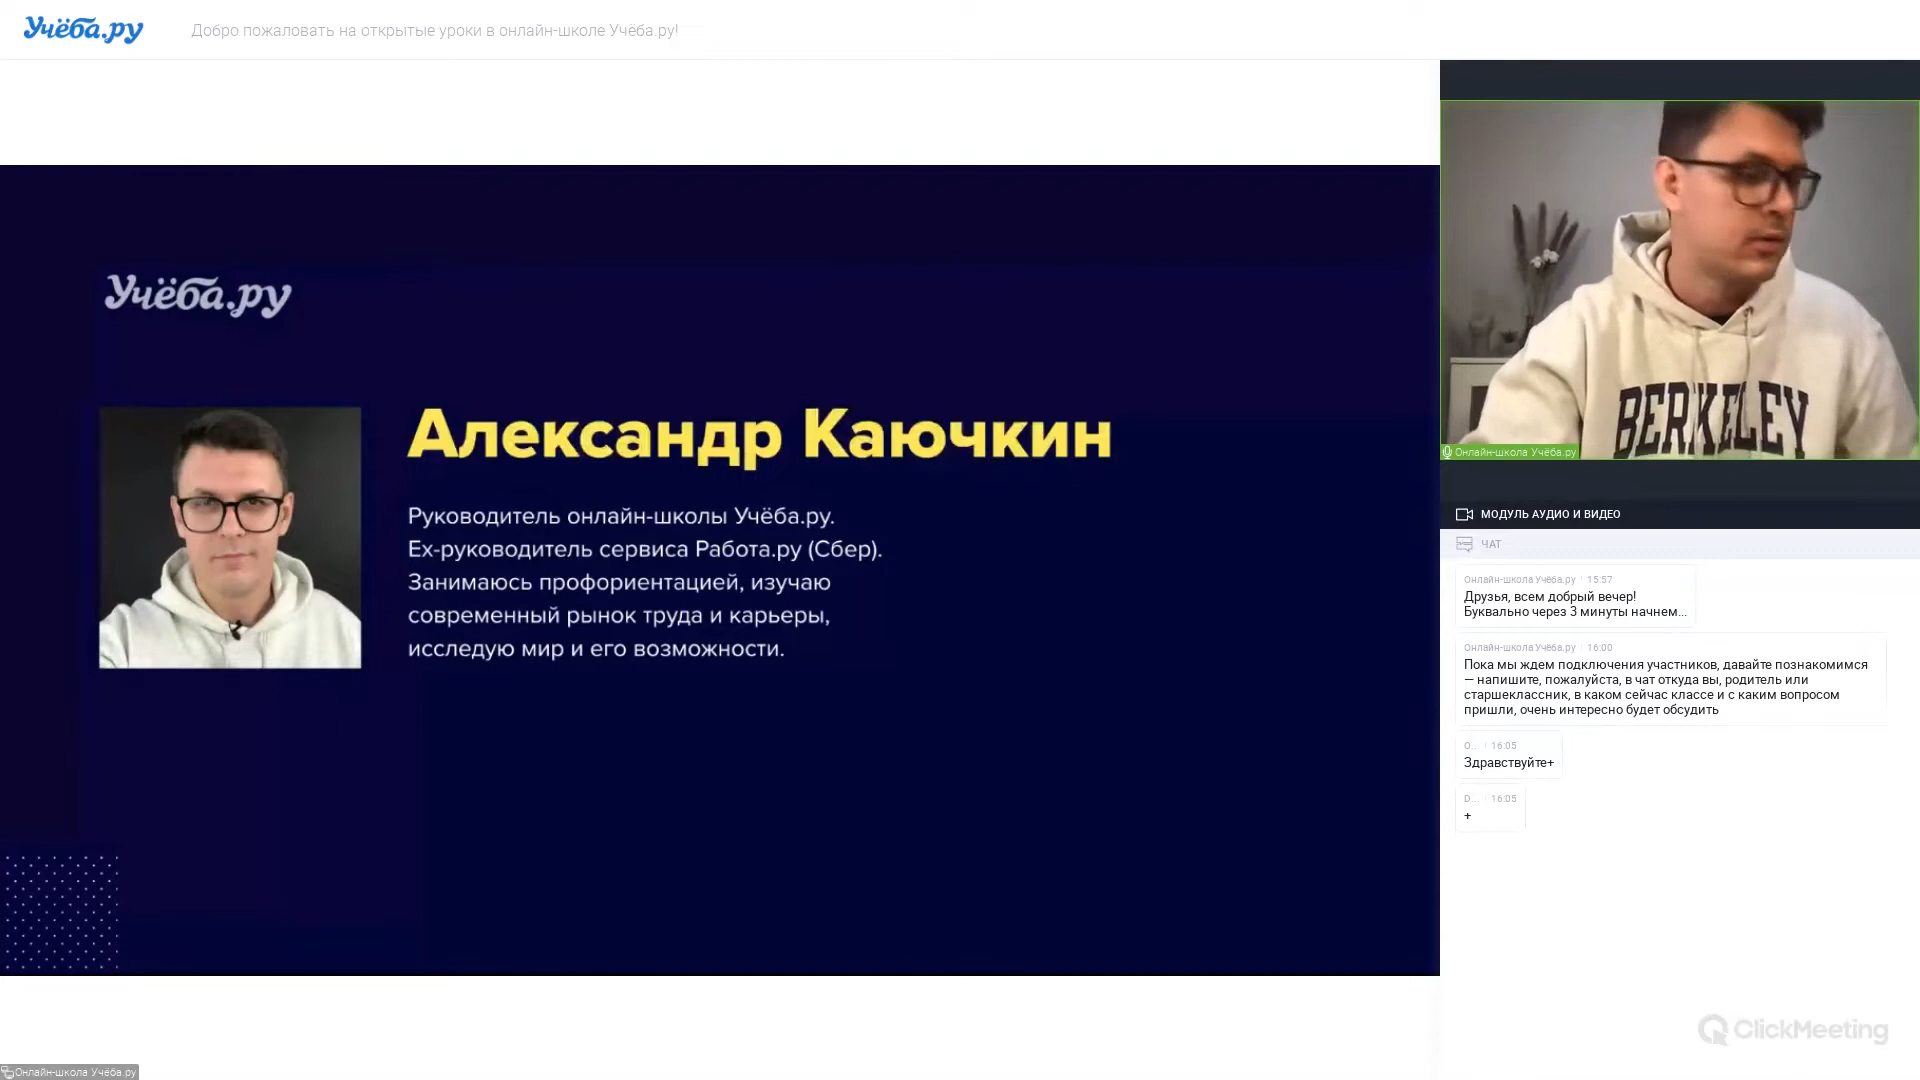 Учёба.ру
Добро пожаловать на открытые уроки в онлайн-школе Учёба.ру!
Учёба.ру
Александр Каючкин
Руководитель онлайн-школы Учёба.ру.
Ex-руководитель сервиса Работа.ру (Сбер).
Занимаюсь профориентацией, изучаю
современный рынок труда и карьеры,
исследую мир и его возможности.
Онлайн-школа Учёба.ру
BERKELEY
Онлайн-школа Учёба.ру
МОДУЛЬ АУДИО И ВИДЕО
ЧАТ
Онлайн-школа Учёба.ру 15:57
Друзья, всем добрый вечер!
Буквально через 3 минуты начнем...
Онлайн-школа Учёба.ру 16:00
Пока мы ждем подключения участников, давайте познакомимся
— напишите, пожалуйста, в чат откуда вы, родитель или
старшеклассник, в каком сейчас классе и с каким вопросом
пришли, очень интересно будет обсудить
О... 16:05
Здравствуйте+
D... 16:05
+
ClickMeeting